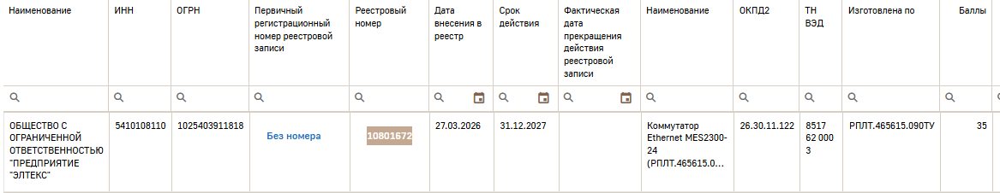 Наименование
ИНН
ОГРН
Первичный
регистрационный
номер реестровой
записи
Реестровый
номер
Дата
внесения в
реестр
Срок
действия
Фактическая
дата
прекращения
действия
реестровой
записи
Наименование
ОКПД2
ТН
ВЭД
Изготовлена по
Баллы
ОБЩЕСТВО С
ОГРАНИЧЕННОЙ
ОТВЕТСТВЕННОСТЬЮ
"ПРЕДПРИЯТИЕ
"ЭЛТЕКС"
5410108110
1025403911818
Без номера
10801672
27.03.2026
31.12.2027
Коммутатор
Ethernet MES2300-
24
(РПЛТ.465615.0...
26.30.11.122
8517
62 000
3
РПЛТ.465615.090ТУ
35